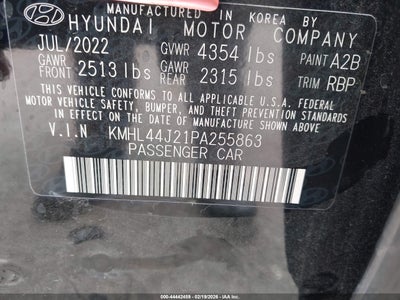 MANUFACTURED IN KOREA BY
HYUNDAI MOTOR COMPANY
JUL/2022 GVWR 4354 lbs PAINT A2B
GAWR FRONT 2513 lbs GAWR REAR 2315 lbs TRIM RBP
THIS VEHICLE CONFORMS TO ALL APPLICABLE U.S.A. FEDERAL
MOTOR VEHICLE SAFETY, BUMPER, AND THEFT PREVENTION STANDARDS
IN EFFECT ON THE DATE OF MANUFACTURE SHOWN ABOVE.
V.I.N KMHL44J21PA255863
PASSENGER CAR
000-44442459 - 02/19/2026 - IAA Inc.